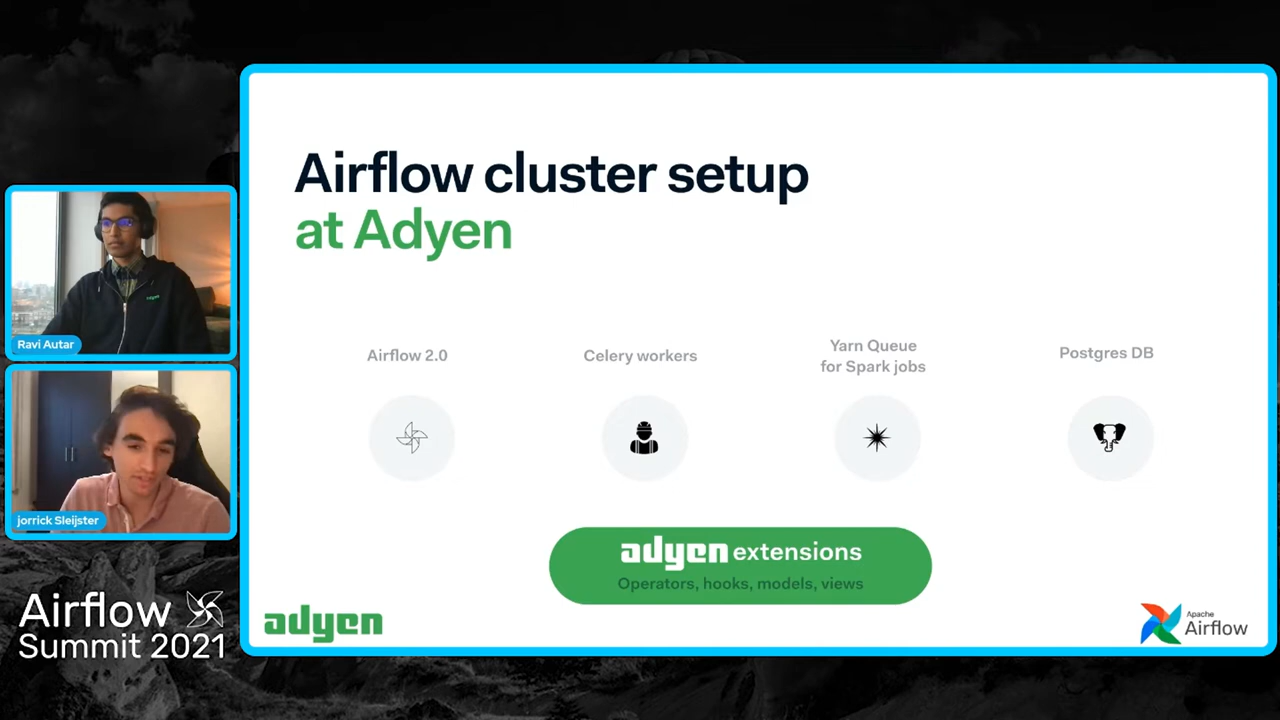 Airflow cluster setup
at Adyen
Airflow 2.0
Celery workers
Yarn Queue
for Spark jobs
Postgres DB
adyen extensions
Operators, hooks, models, views
adyen
Apache
Airflow
adyen
Ravi Autar
jorrick Sleijster
Airflow
Summit 2021